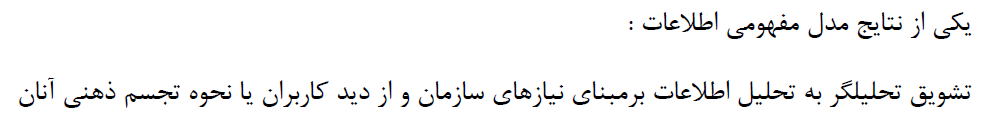 یکی از نتایج مدل مفهومی اطلاعات :
تشویق تحلیلگر به تحلیل اطلاعات برمبنای نیازهای سازمان و از دید کاربران یا نحوه تجسم ذهنی آنان